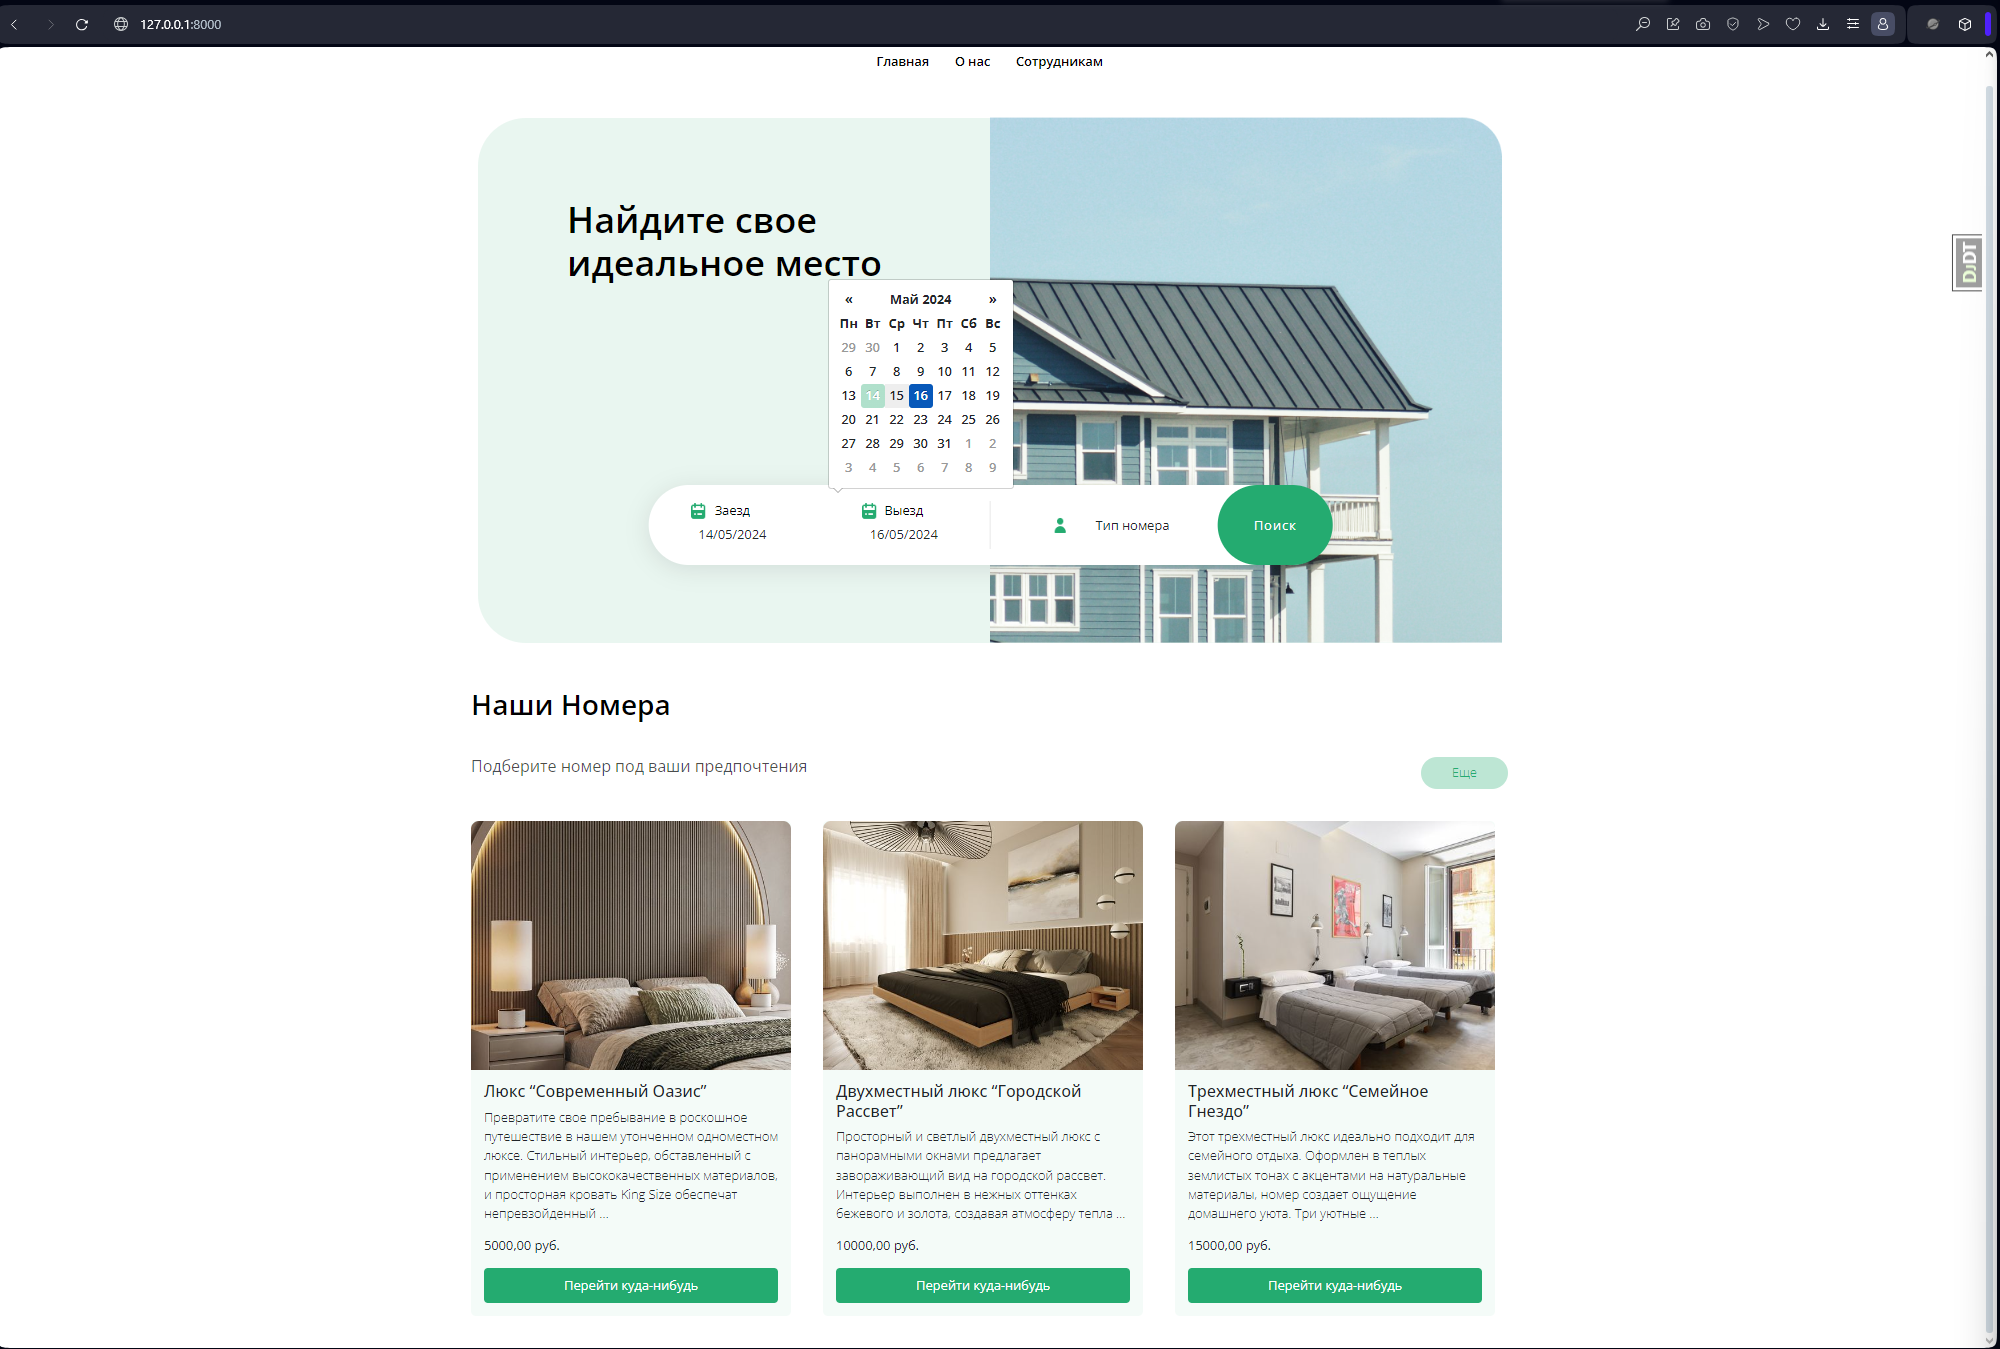 127.0.0.1:8000
Главная О нас Сотрудникам
Найдите свое
идеальное место
DjDT
« Май 2024 »
Пн Вт Ср Чт Пт Сб Вс
29 30 1 2 3 4 5
6 7 8 9 10 11 12
13 14 15 16 17 18 19
20 21 22 23 24 25 26
27 28 29 30 31 1 2
3 4 5 6 7 8 9
Заезд
14/05/2024
Выезд
16/05/2024
Тип номера
Поиск
Наши Номера
Подберите номер под ваши предпочтения
Еще
Люкс “Современный Оазис”
Превратите свое пребывание в роскошное
путешествие в нашем утонченном одноместном
люксе. Стильный интерьер, обставленный с
применением высококачественных материалов,
и просторная кровать King Size обеспечат
непревзойденный ...
5000,00 руб.
Перейти куда-нибудь
Двухместный люкс “Городской
Рассвет”
Просторный и светлый двухместный люкс с
панорамными окнами предлагает
завораживающий вид на городской рассвет.
Интерьер выполнен в нежных оттенках
бежевого и золота, создавая атмосферу тепла ...
10000,00 руб.
Перейти куда-нибудь
Трехместный люкс “Семейное
Гнездо”
Этот трехместный люкс идеально подходит для
семейного отдыха. Оформлен в теплых
землистых тонах с акцентами на натуральные
материалы, номер создает ощущение
домашнего уюта. Три уютные ...
15000,00 руб.
Перейти куда-нибудь